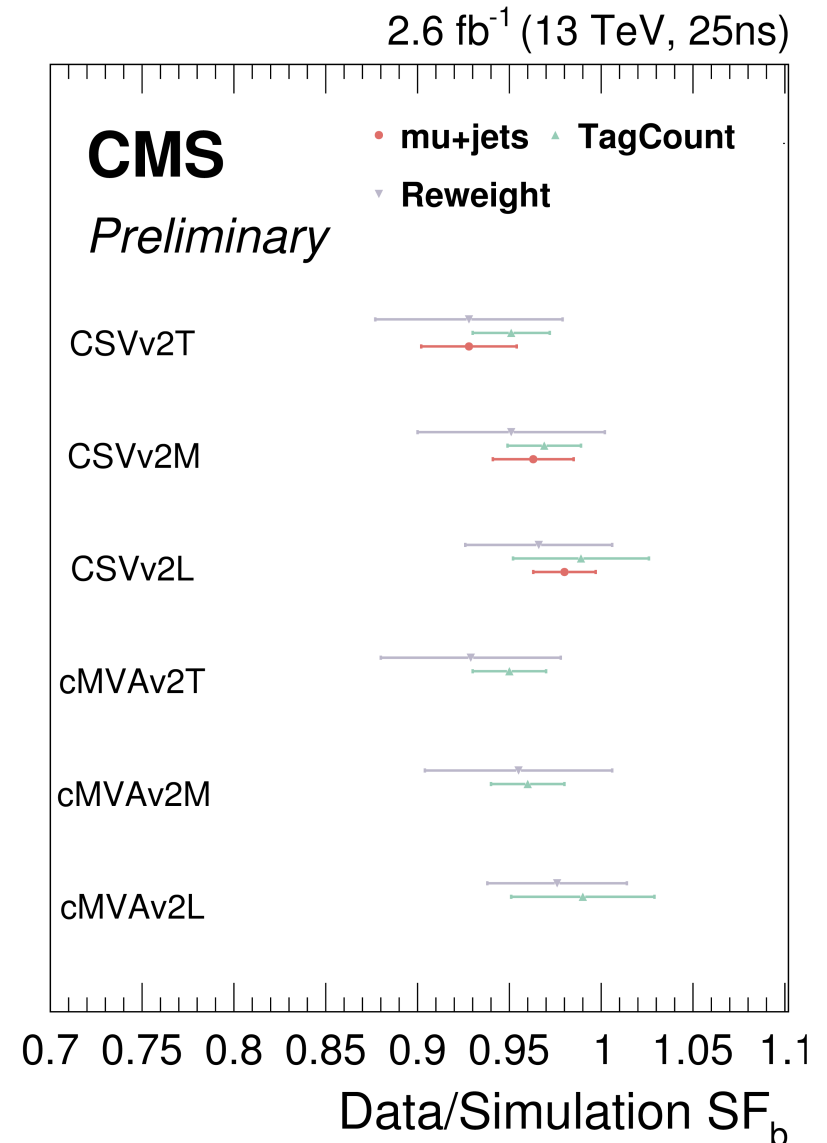 2.6 fb⁻¹ (13 TeV, 25ns)
CMS
mu+jets TagCount
Reweight
Preliminary
CSVv2T
CSVv2M
CSVv2L
cMVAv2T
cMVAv2M
cMVAv2L
0.7 0.75 0.8 0.85 0.9 0.95 1 1.05 1.1
Data/Simulation SF_b